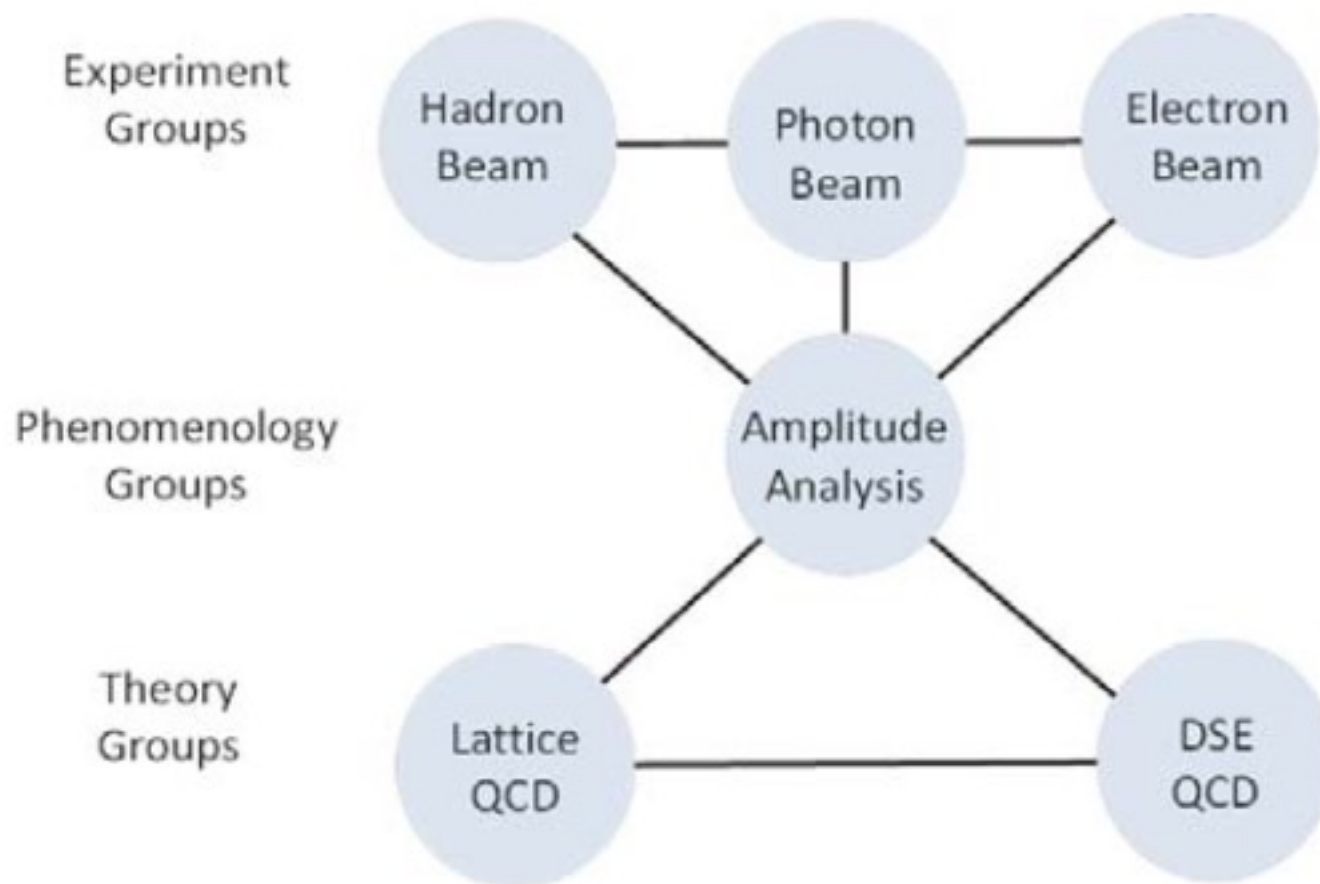 Experiment
Groups
Hadron
Beam
Photon
Beam
Electron
Beam
Phenomenology
Groups
Amplitude
Analysis
Theory
Groups
Lattice
QCD
DSE
QCD